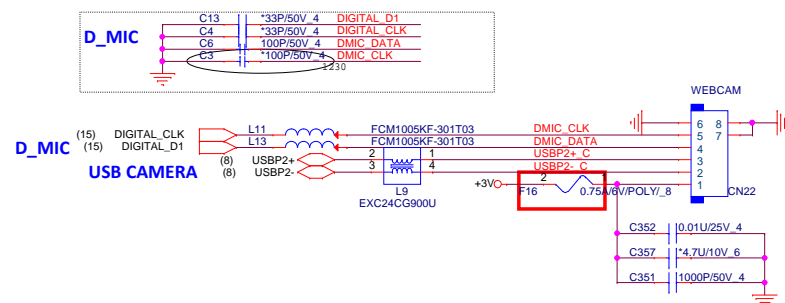 C13 *33P/50V_4 DIGITAL_D1
D_MIC
C4 *33P/50V_4 DIGITAL_CLK
C6 100P/50V_4 DMIC_DATA
C3 *100P/50V_4 DMIC_CLK
1230
WEBCAM
(15) DIGITAL_CLK L11 FCM1005KF-301T03 DMIC_CLK 6 8
D_MIC (15) DIGITAL_D1 L13 FCM1005KF-301T03 DMIC_DATA 5 7
(8) USBP2+ 2 1 USBP2+_C 4
USB CAMERA (8) USBP2- 3 4 USBP2-_C 3
2
+3V 2 1 1
L9 F16 0.75A/6V/POLY/_8 CN22
EXC24CG900U
C352 0.01U/25V_4
C357 *4.7U/10V_6
C351 1000P/50V_4